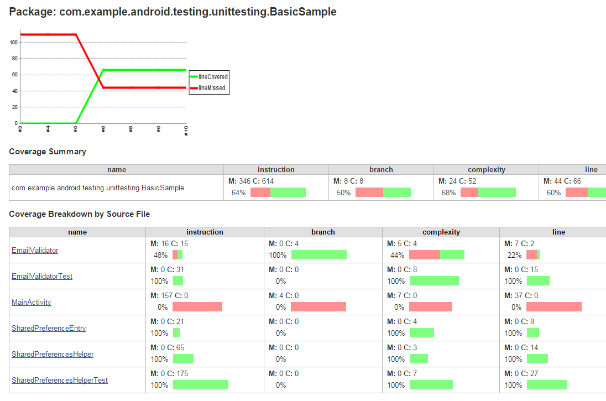 Package: com.example.android.testing.unittesting.BasicSample
100
80
60
40
20
0
#3
#4
#5
#6
#7
#8
#9
#10
lineCovered
lineMissed
Coverage Summary
name instruction branch complexity line
com.example.android.testing.unittesting.BasicSample M: 346 C: 614 M: 8 C: 8 M: 24 C: 52 M: 44 C: 66
64% 50% 68% 60%
Coverage Breakdown by Source File
name instruction branch complexity line
EmailValidator M: 16 C: 15 M: 0 C: 4 M: 5 C: 4 M: 7 C: 2
48% 100% 44% 22%
EmailValidatorTest M: 0 C: 31 M: 0 C: 0 M: 0 C: 8 M: 0 C: 15
100% 0% 100% 100%
MainActivity M: 157 C: 0 M: 4 C: 0 M: 7 C: 0 M: 37 C: 0
0% 0% 0% 0%
SharedPreferenceEntry M: 0 C: 21 M: 0 C: 0 M: 0 C: 4 M: 0 C: 8
100% 0% 100% 100%
SharedPreferencesHelper M: 0 C: 65 M: 0 C: 0 M: 0 C: 3 M: 0 C: 14
100% 0% 100% 100%
SharedPreferencesHelperTest M: 0 C: 175 M: 0 C: 0 M: 0 C: 7 M: 0 C: 27
100% 0% 100% 100%